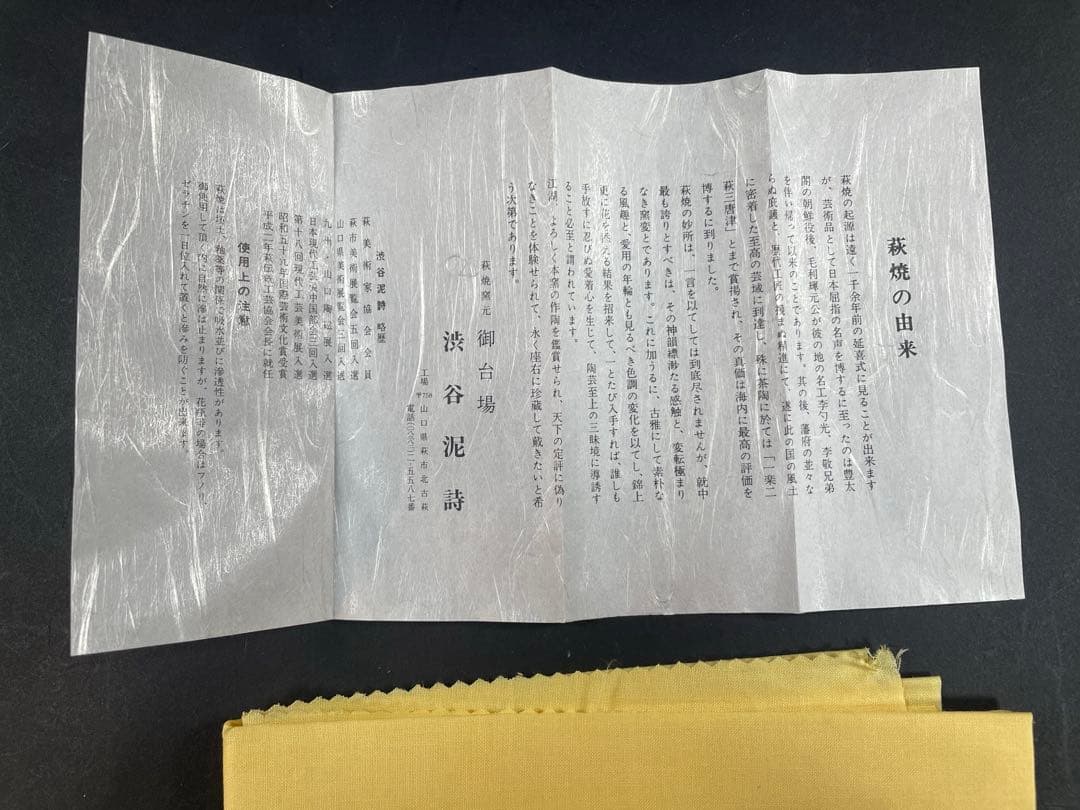 萩焼の由来
萩焼の起源は遠く一千余年前の延喜式に見ることが出来ます
が、芸術品として日本屈指の名声を博するに至ったのは豊太
閤の朝鮮役後、毛利輝元公が彼の地の名工李勺光、李敬兄弟
を伴い帰って以来のことであります。其の後、藩府の並々な
らぬ庇護と、歴代工匠の撓まぬ精進にて、遂に此の国の風土
に密着した至高の芸域に到達し、殊に茶陶に於ては「一楽二
萩三唐津」とまで賞揚され、その真価は海内に最高の評価を
博するに到りました。
萩焼の妙所は、一言を以てしては到底尽されませんが、就中
最も誇りとすべきは、その神韻縹渺たる感触と、変転極まり
なき窯変とであります。これに加うるに、古雅にして素朴な
る風趣と、愛用の年輪とも見るべき色調の変化を以てし、錦上
更に花を添える結果を招来して、一とたび入手すれば、誰しも
手放すに忍びぬ愛着心を生じて、陶芸至上の三昧境に導誘す
ること必至と謂われています。
江湖、よろしく本窯の作陶を鑑賞せられ、天下の定評に偽り
なきことを体験せられて、永く座右に珍蔵して戴きたいと希
う次第であります。
萩焼窯元 御台場
渋谷泥詩
工場 〒758 山口県萩市北古萩
電話(〇八三八)二二-五五八七番
渋谷泥詩 略歴
萩美術家協会会員
萩市美術展覧会五回入選
山口県美術展覧会三回入選
九州・山口陶磁展入選
日本現代工芸美中国部会三回入選
第十八回現代工芸美術展入選
昭和五十九年国際芸術文化賞受賞
平成二年萩伝統工芸協会会長に就任
使用上の注意
萩焼は坯土、釉薬等の関係で吸水並びに滲透性があります。
御使用して頂く内に自然に滲は止まりますが、花瓶等の場合はフノリ、
ゼラチンを一日位入れて置くと滲みを防ぐことが出来ます。